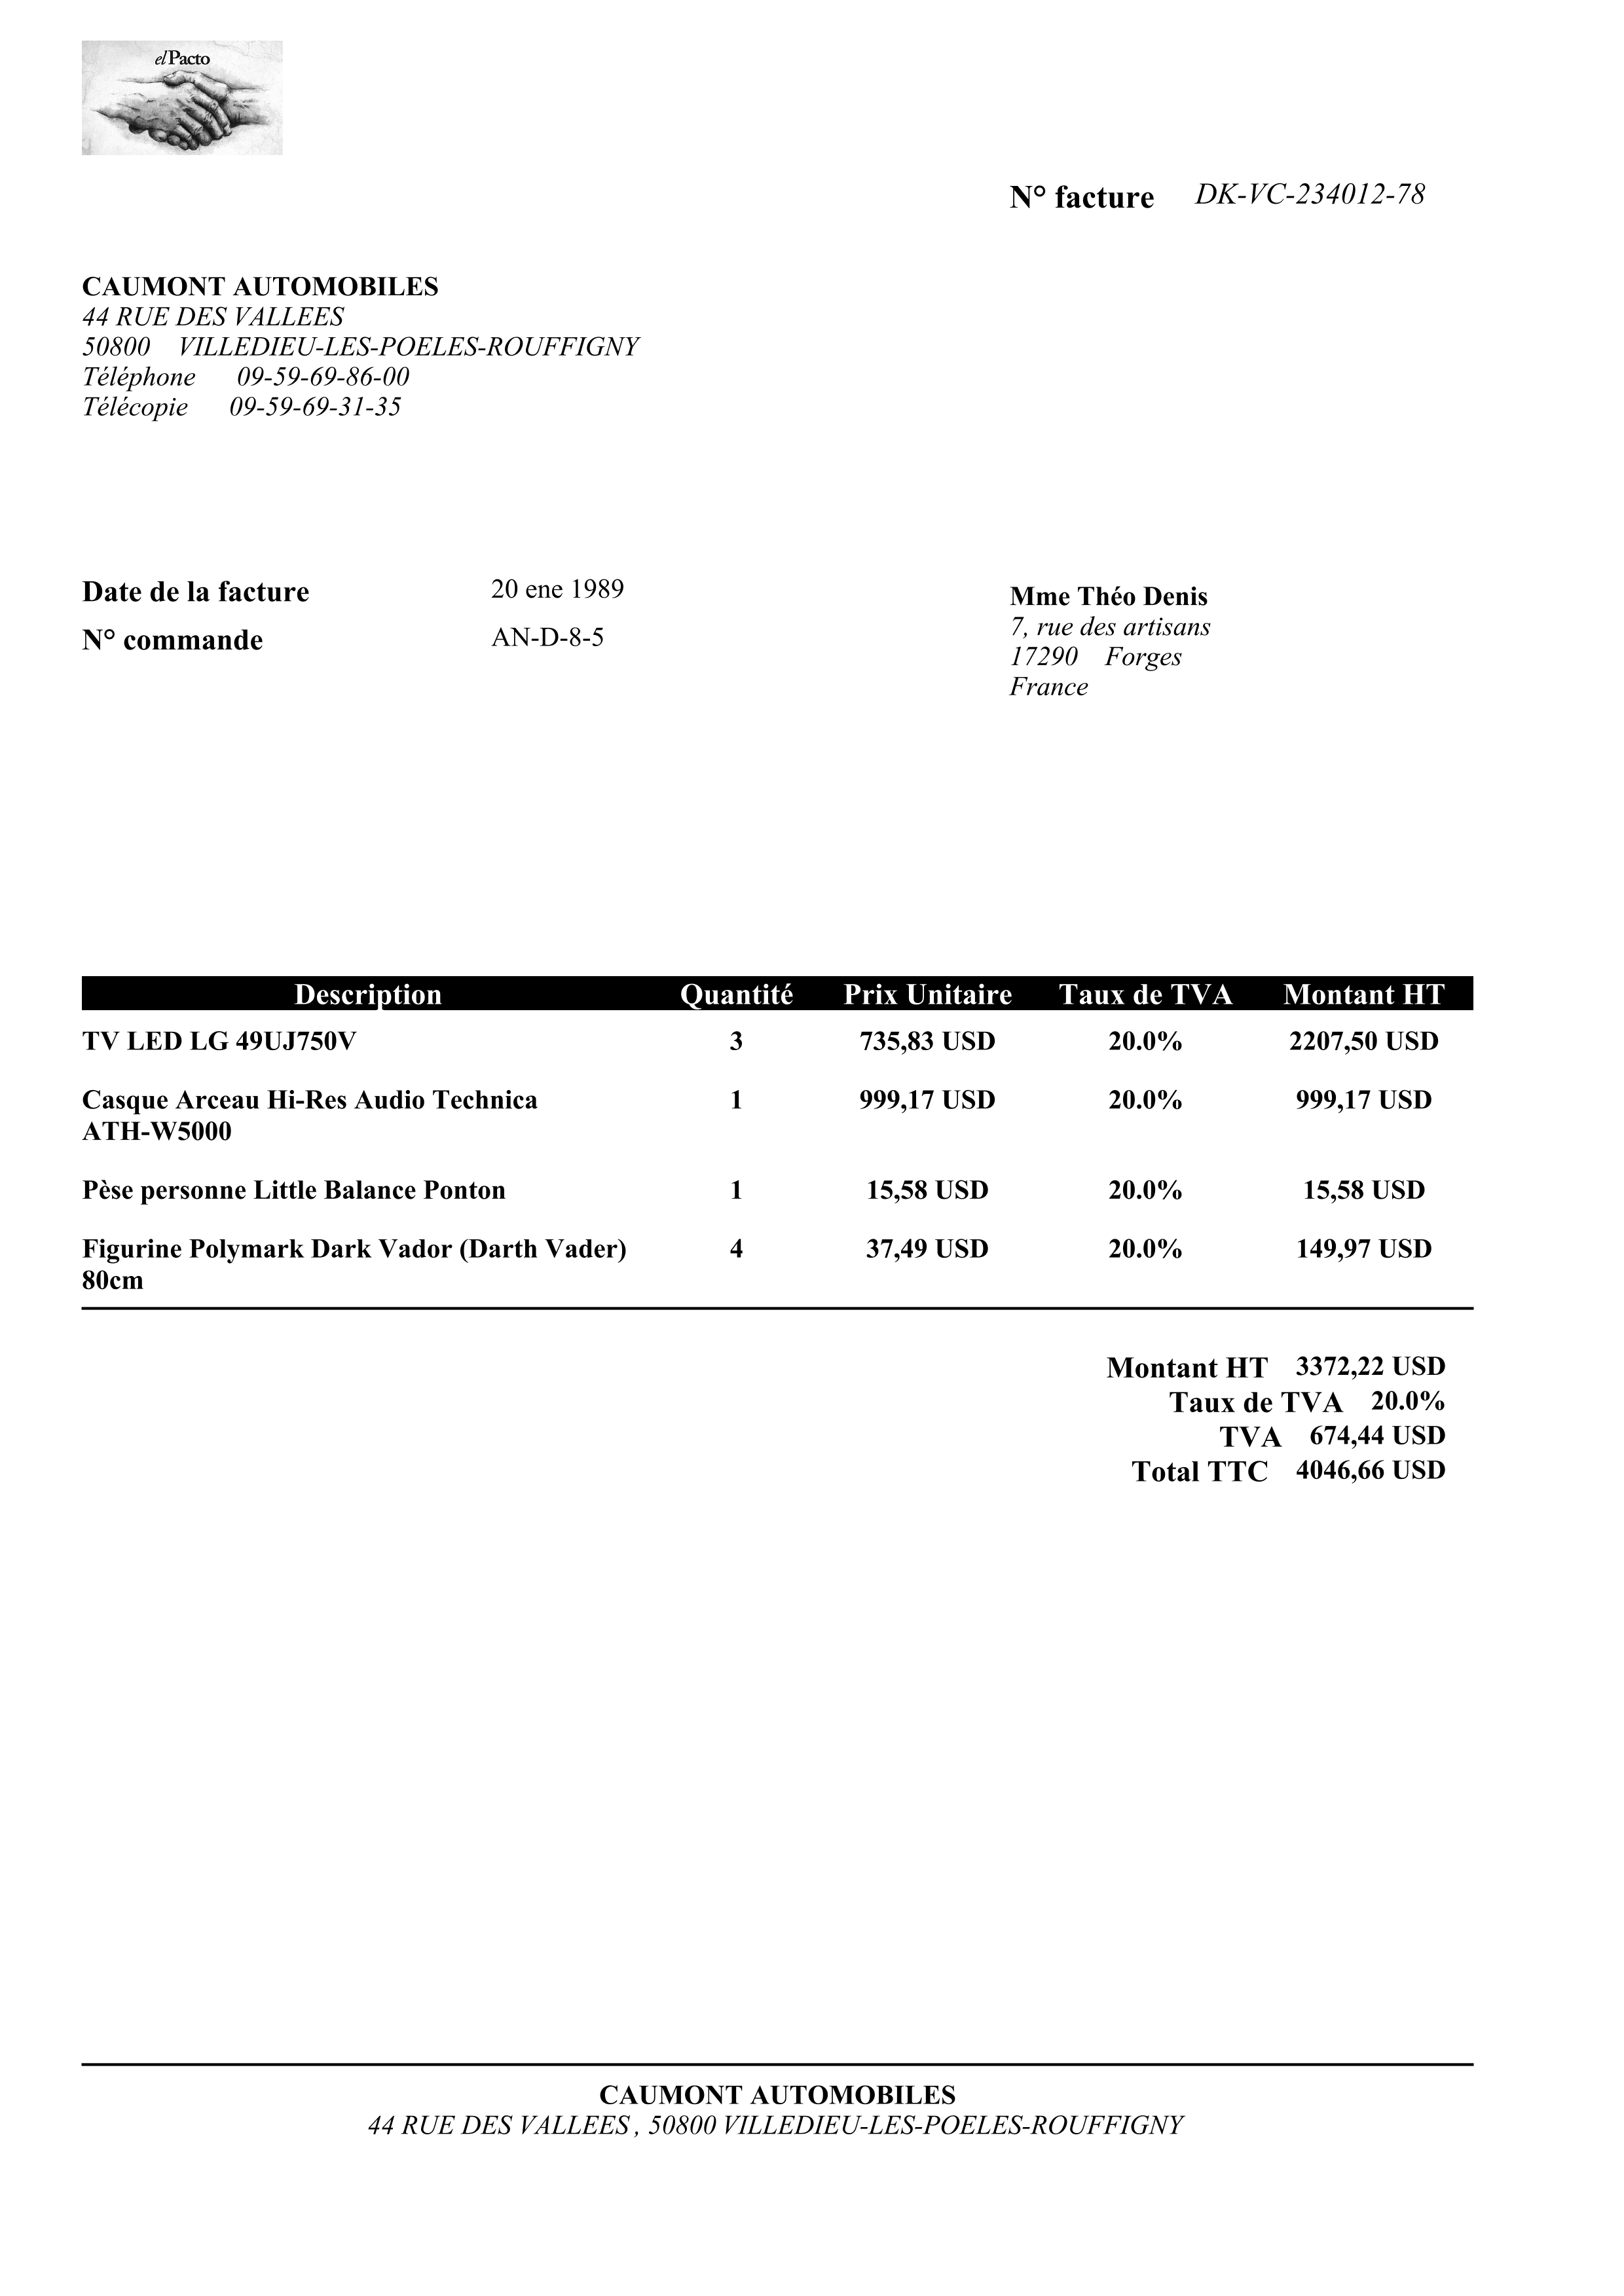 elPacto
N° facture DK-VC-234012-78
CAUMONT AUTOMOBILES
44 RUE DES VALLEES
50800 VILLEDIEU-LES-POELES-ROUFFIGNY
Téléphone 09-59-69-86-00
Télécopie 09-59-69-31-35
Date de la facture 20 ene 1989
N° commande AN-D-8-5
Mme Théo Denis
7, rue des artisans
17290 Forges
France
Description Quantité Prix Unitaire Taux de TVA Montant HT
TV LED LG 49UJ750V 3 735,83 USD 20.0% 2207,50 USD
Casque Arceau Hi-Res Audio Technica 1 999,17 USD 20.0% 999,17 USD
ATH-W5000
Pèse personne Little Balance Ponton 1 15,58 USD 20.0% 15,58 USD
Figurine Polymark Dark Vador (Darth Vader) 4 37,49 USD 20.0% 149,97 USD
80cm
Montant HT 3372,22 USD
Taux de TVA 20.0%
TVA 674,44 USD
Total TTC 4046,66 USD
CAUMONT AUTOMOBILES
44 RUE DES VALLEES , 50800 VILLEDIEU-LES-POELES-ROUFFIGNY